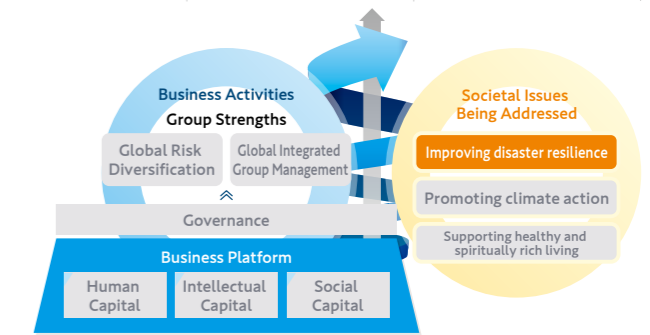 Business Activities
Group Strengths
Global Risk
Diversification
Global Integrated
Group Management
Governance
Business Platform
Human
Capital
Intellectual
Capital
Social
Capital
Societal Issues
Being Addressed
Improving disaster resilience
Promoting climate action
Supporting healthy and
spiritually rich living